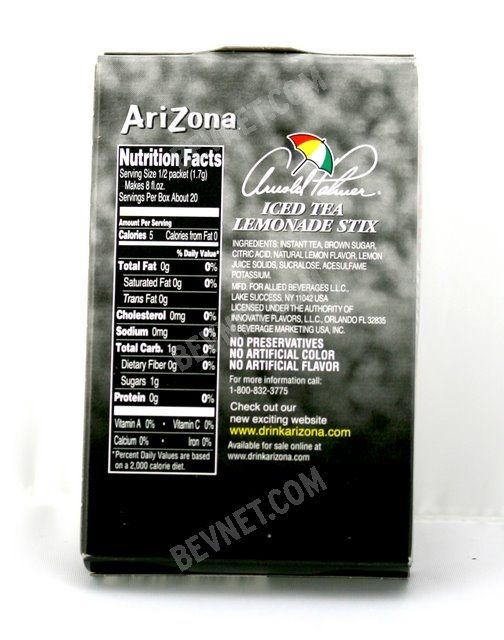 AriZona
Nutrition Facts
Serving Size 1/2 packet (1.7g)
Makes 8 fl.oz.
Servings Per Box About 20
Amount Per Serving
Calories 5 Calories from Fat 0
% Daily Value*
Total Fat 0g 0%
Saturated Fat 0g 0%
Trans Fat 0g
Cholesterol 0mg 0%
Sodium 0mg 0%
Total Carb. 1g 0%
Dietary Fiber 0g 0%
Sugars 1g
Protein 0g 0%
Vitamin A 0% • Vitamin C 0%
Calcium 0% • Iron 0%
*Percent Daily Values are based
on a 2,000 calorie diet.
Arnold Palmer®
ICED TEA
LEMONADE STIX
INGREDIENTS: INSTANT TEA, BROWN SUGAR,
CITRIC ACID, NATURAL LEMON FLAVOR, LEMON
JUICE SOLIDS, SUCRALOSE, ACESULFAME
POTASSIUM.
MFD. FOR ALLIED BEVERAGES L.L.C.,
LAKE SUCCESS, NY 11042 USA
LICENSED UNDER THE AUTHORITY OF
INNOVATIVE FLAVORS, L.L.C., ORLANDO FL 32835
© BEVERAGE MARKETING USA, INC.
NO PRESERVATIVES
NO ARTIFICIAL COLOR
NO ARTIFICIAL FLAVOR
For more information call:
1-800-832-3775
Check out our
new exciting website
www.drinkarizona.com
Available for sale online at
www.drinkarizona.com
BEVNET.COM
BEVNET.COM
BEVNET.COM